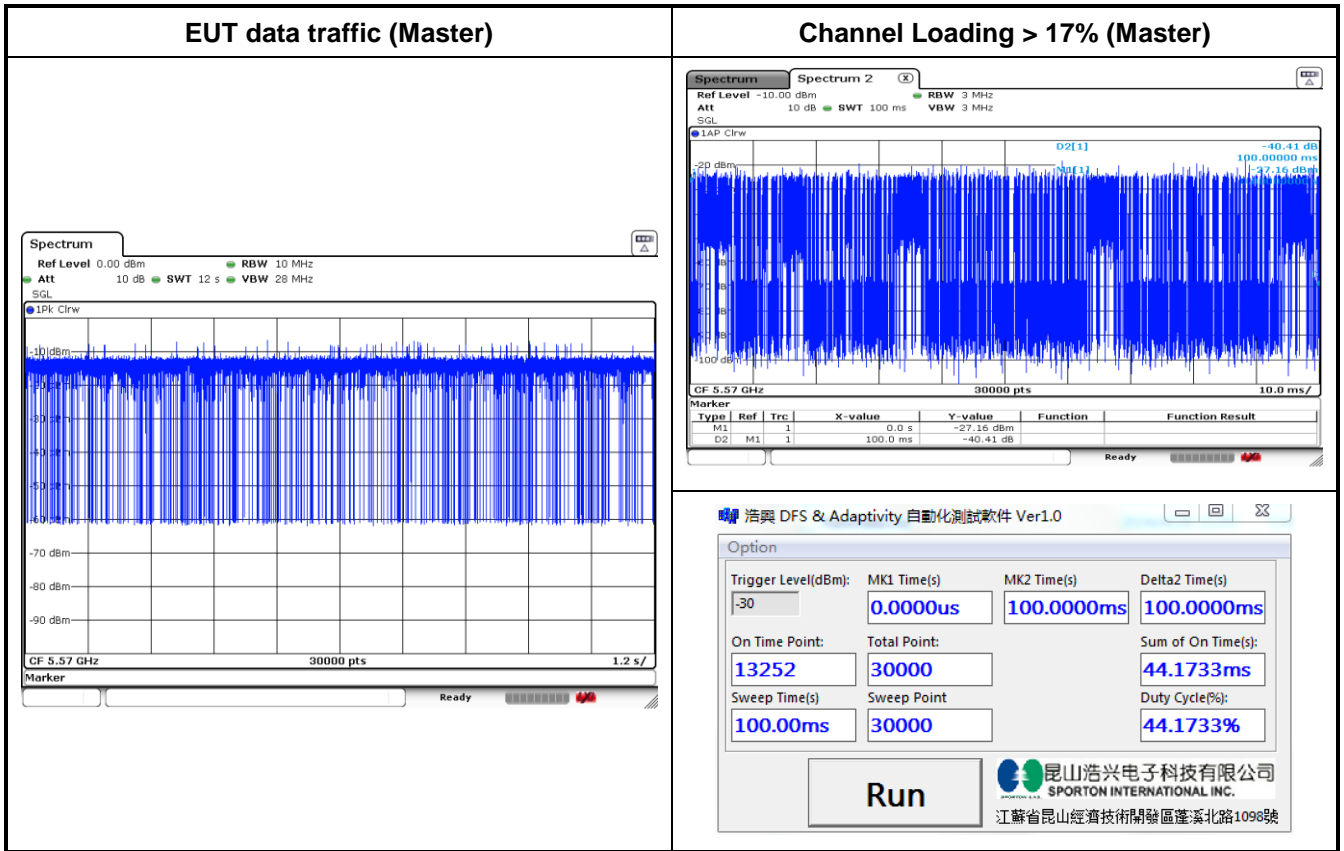 EUT data traffic (Master)
Channel Loading > 17% (Master)
Spectrum
Ref Level 0.00 dBm RBW 10 MHz
Att 10 dB SWT 12 s VBW 28 MHz
SGL
1Pk Clrw
-10 dBm
-70 dBm
-80 dBm
-90 dBm
CF 5.57 GHz 30000 pts 1.2 s/
Marker
Ready
Spectrum Spectrum 2 X
Ref Level -10.00 dBm RBW 3 MHz
Att 10 dB SWT 100 ms VBW 3 MHz
SGL
1AP Clrw
D2[1] -40.41 dB
100.00000 ms
M1[1] -27.16 dBm
-20 dBm
-100 dBm
CF 5.57 GHz 30000 pts 10.0 ms/
Marker
Type Ref Trc X-value Y-value Function Function Result
M1 1 0.0 s -27.16 dBm
D2 M1 1 100.0 ms -40.41 dB
Ready
浩興 DFS & Adaptivity 自動化測試軟件 Ver1.0
Option
Trigger Level(dBm): MK1 Time(s) MK2 Time(s) Delta2 Time(s)
-30 0.0000us 100.0000ms 100.0000ms
On Time Point: Total Point: Sum of On Time(s):
13252 30000 44.1733ms
Sweep Time(s) Sweep Point Duty Cycle(%):
100.00ms 30000 44.1733%
Run
昆山浩兴电子科技有限公司
SPORTON INTERNATIONAL INC.
江蘇省昆山經濟技術開發區蓬溪北路1098號